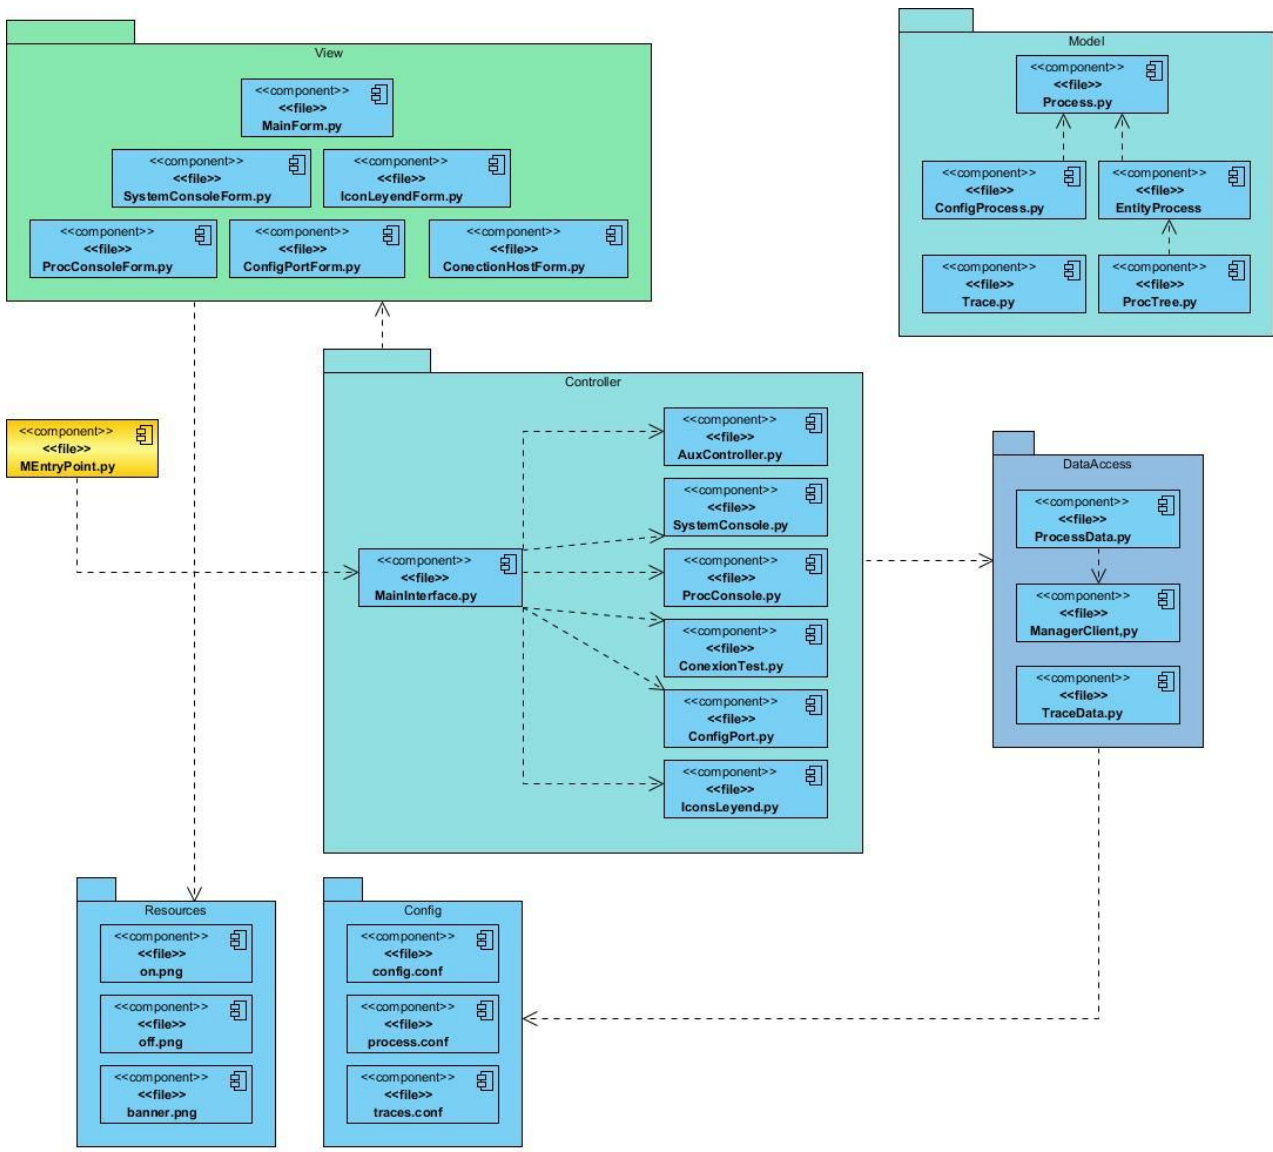 View
<<component>>
<<file>>
MainForm.py
<<component>>
<<file>>
SystemConsoleForm.py
<<component>>
<<file>>
IconLeyendForm.py
<<component>>
<<file>>
ProcConsoleForm.py
<<component>>
<<file>>
ConfigPortForm.py
<<component>>
<<file>>
ConectionHostForm.py
Model
<<component>>
<<file>>
Process.py
<<component>>
<<file>>
ConfigProcess.py
<<component>>
<<file>>
EntityProcess
<<component>>
<<file>>
Trace.py
<<component>>
<<file>>
ProcTree.py
<<component>>
<<file>>
MEntryPoint.py
Controller
<<component>>
<<file>>
MainInterface.py
<<component>>
<<file>>
AuxController.py
<<component>>
<<file>>
SystemConsole.py
<<component>>
<<file>>
ProcConsole.py
<<component>>
<<file>>
ConexionTest.py
<<component>>
<<file>>
ConfigPort.py
<<component>>
<<file>>
IconsLeyend.py
DataAccess
<<component>>
<<file>>
ProcessData.py
<<component>>
<<file>>
ManagerClient,py
<<component>>
<<file>>
TraceData.py
Resources
<<component>>
<<file>>
on.png
<<component>>
<<file>>
off.png
<<component>>
<<file>>
banner.png
Config
<<component>>
<<file>>
config.conf
<<component>>
<<file>>
process.conf
<<component>>
<<file>>
traces.conf